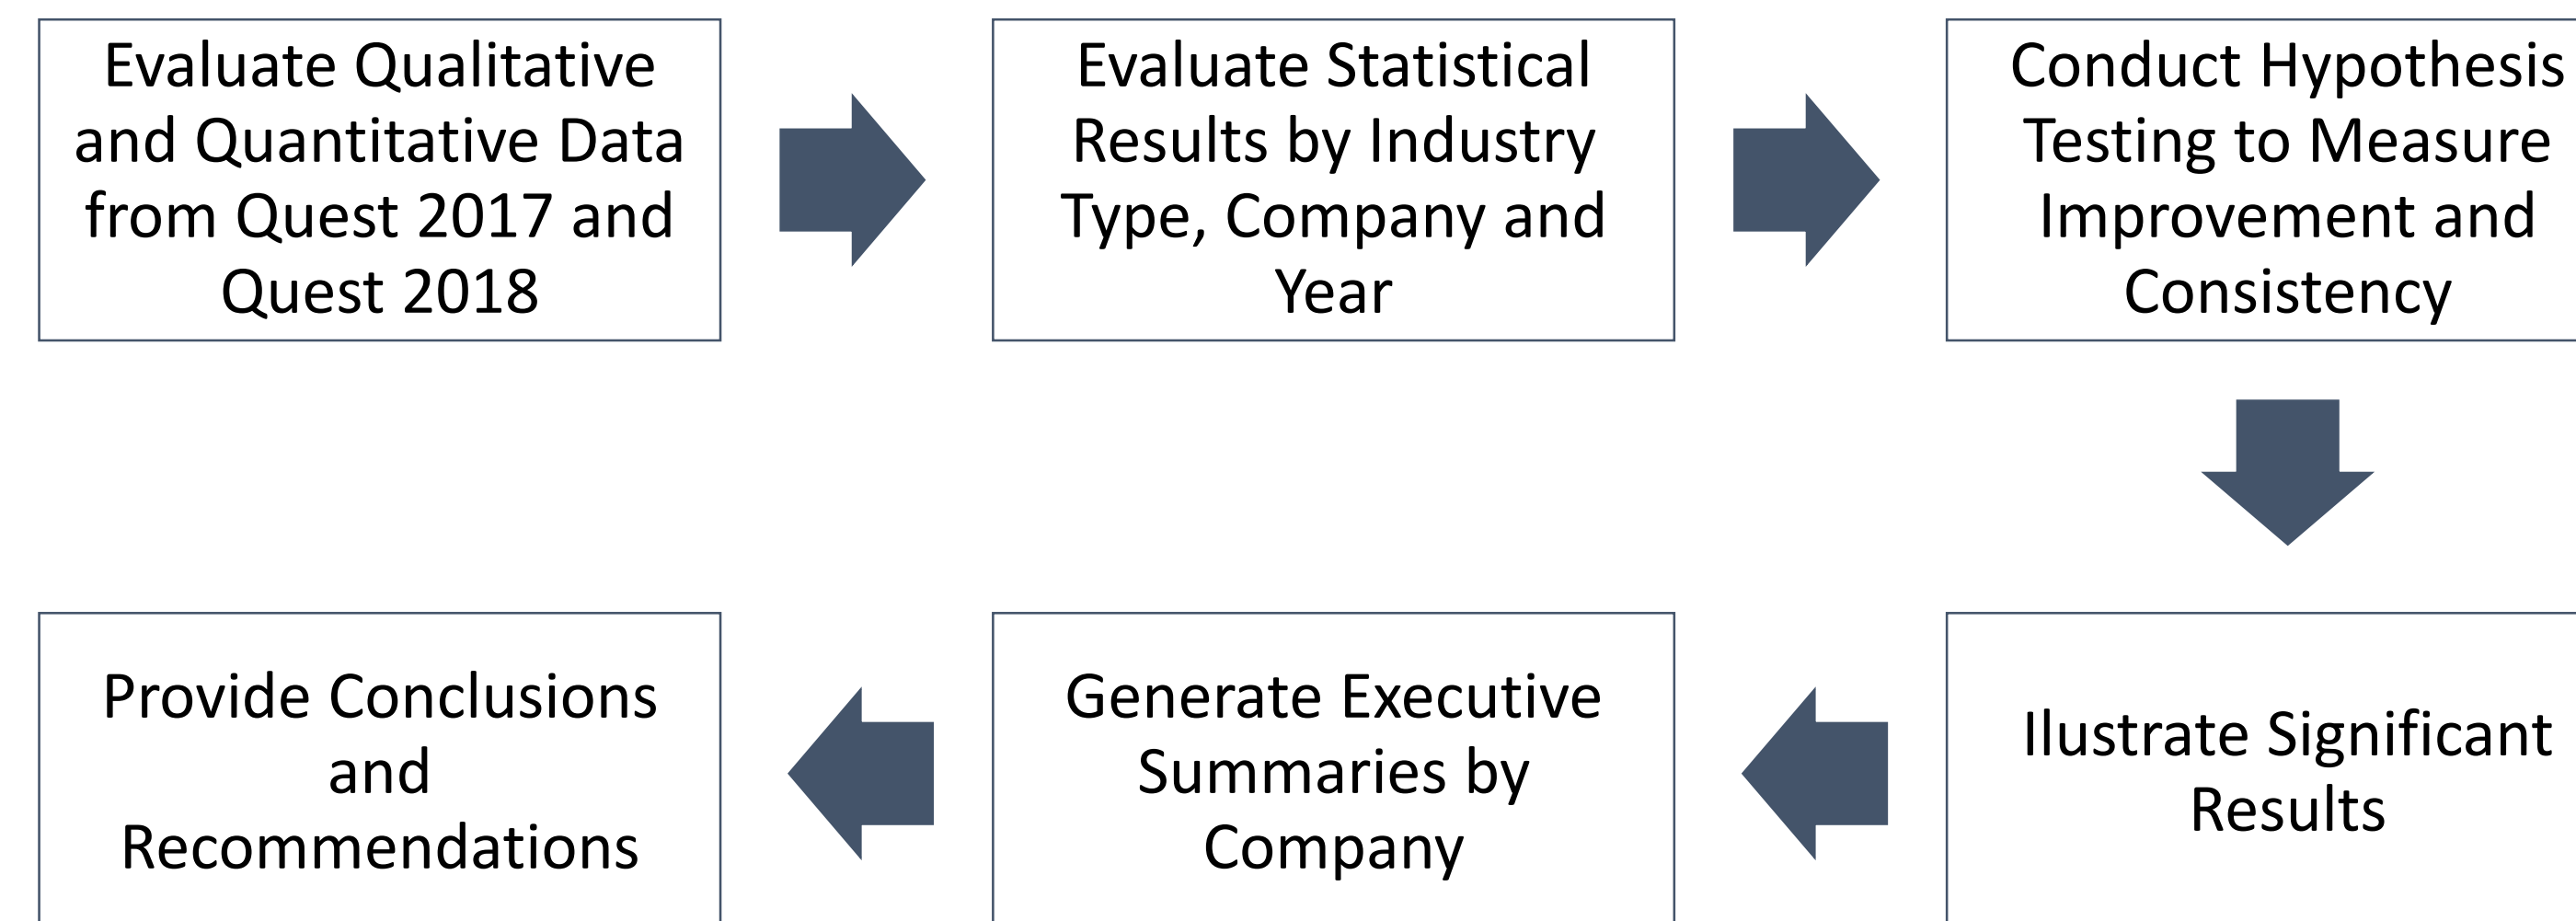 Evaluate Qualitative
and Quantitative Data
from Quest 2017 and
Quest 2018
Evaluate Statistical
Results by Industry
Type, Company and
Year
Conduct Hypothesis
Testing to Measure
Improvement and
Consistency
Ilustrate Significant
Results
Generate Executive
Summaries by
Company
Provide Conclusions
and
Recommendations